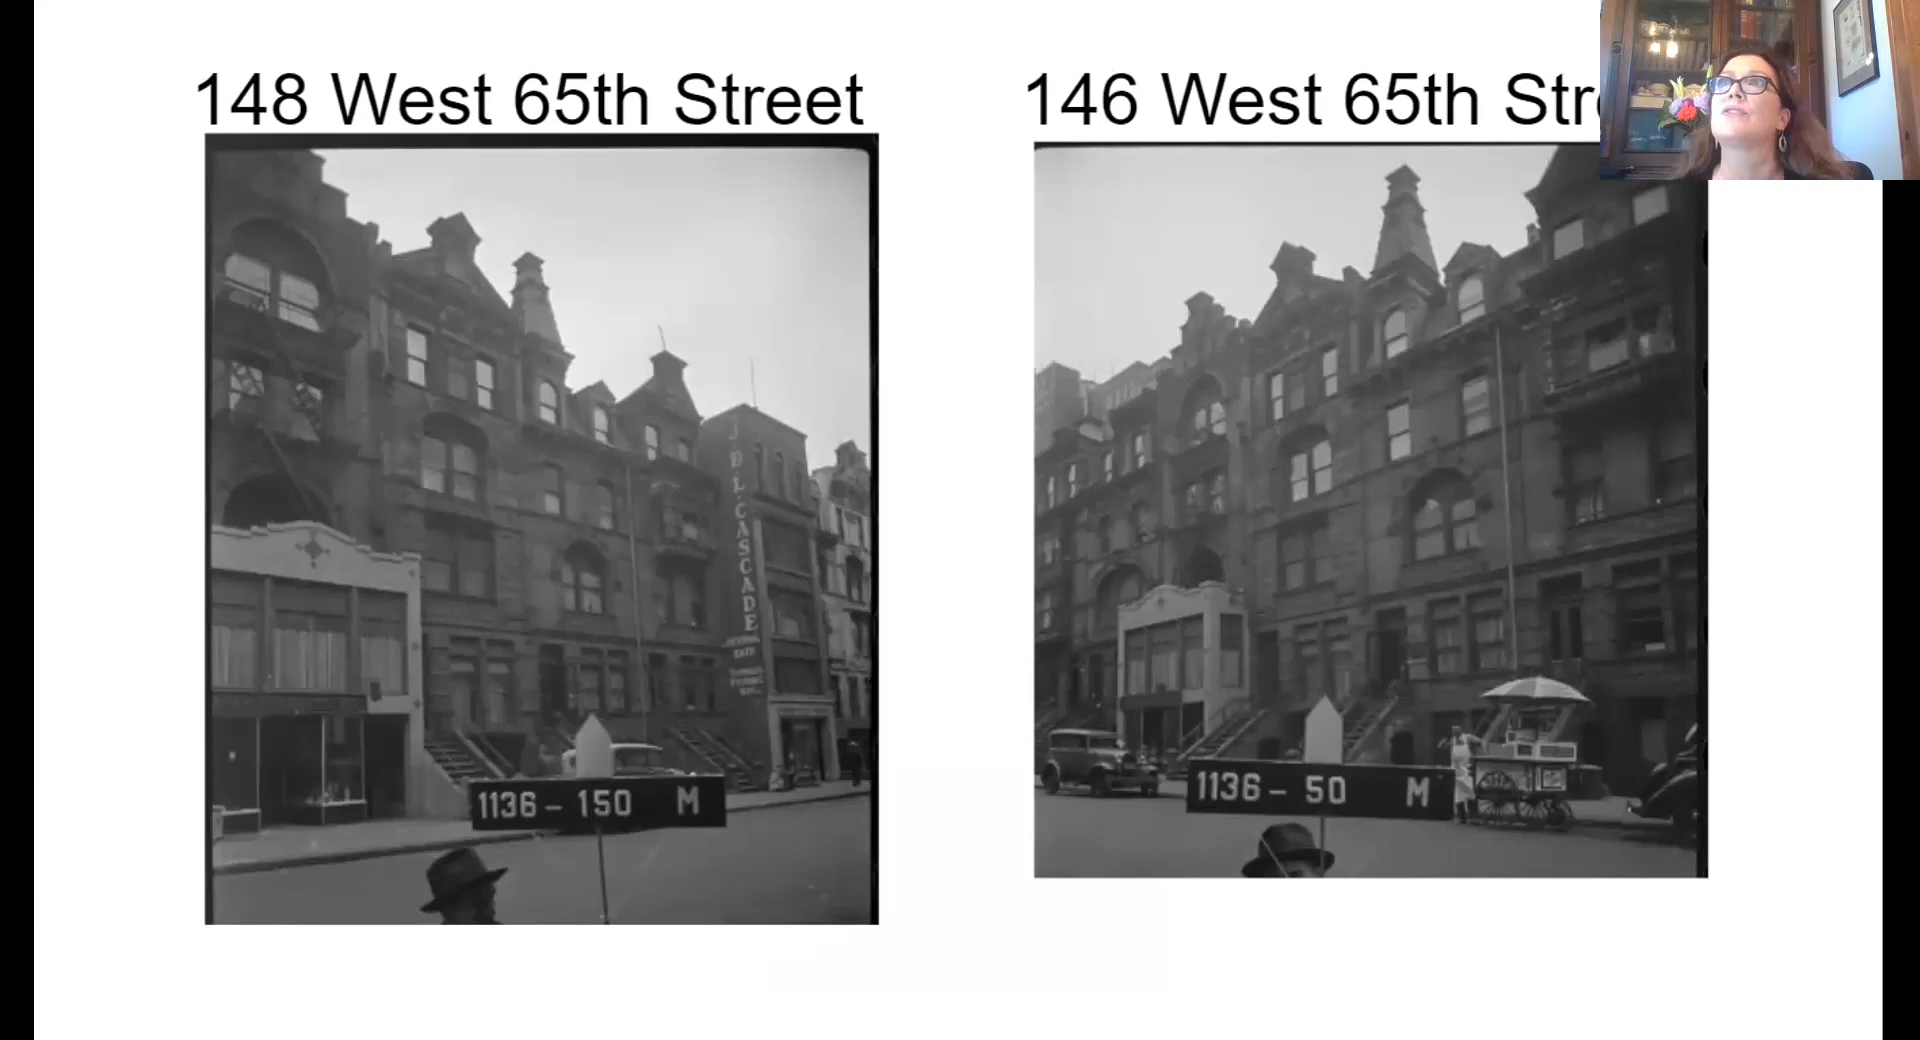 148 West 65th Street
146 West 65th Str
J.D.L. CASCADE
1136 - 150 M
1136 - 50 M